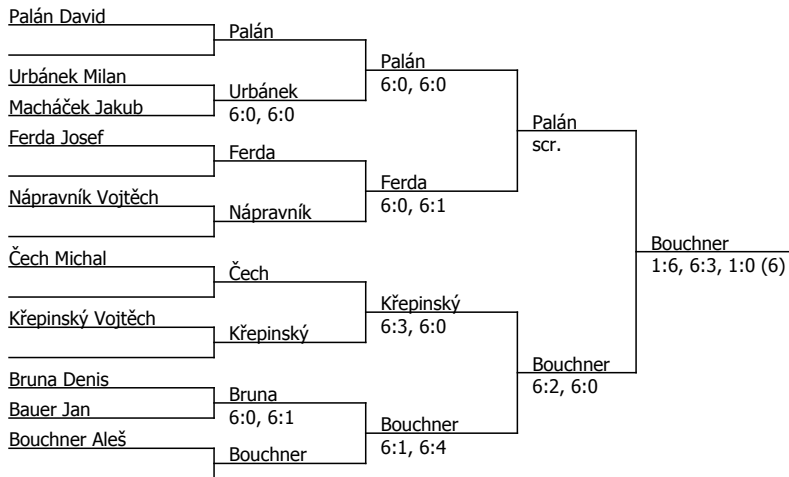 Palán David
Palán
Palán
6:0, 6:0
Urbánek Milan
Urbánek
6:0, 6:0
Macháček Jakub
Palán
scr.
Ferda Josef
Ferda
Ferda
6:0, 6:1
Nápravník Vojtěch
Nápravník
Bouchner
1:6, 6:3, 1:0 (6)
Čech Michal
Čech
Křepinský
6:3, 6:0
Křepinský Vojtěch
Křepinský
Bouchner
6:2, 6:0
Bruna Denis
Bruna
6:0, 6:1
Bauer Jan
Bouchner
6:1, 6:4
Bouchner Aleš
Bouchner